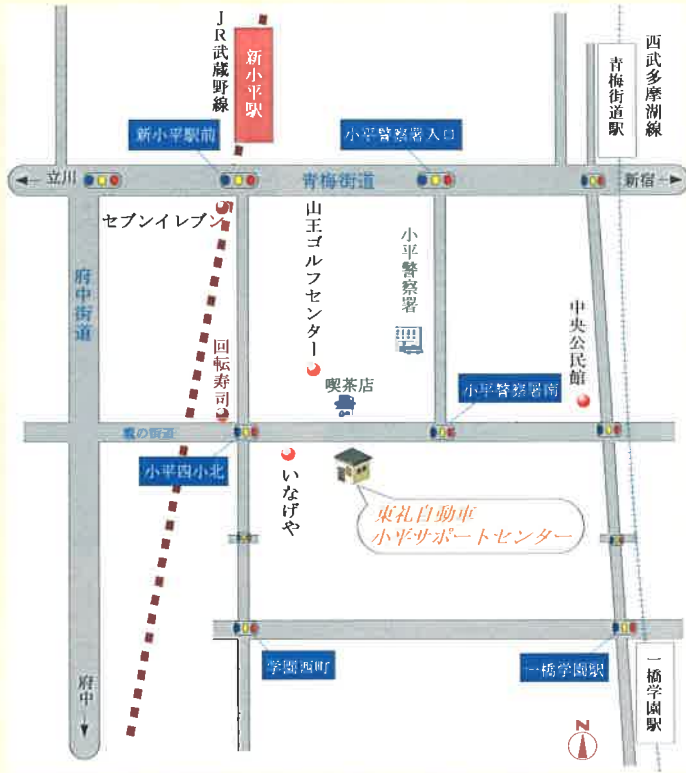 JR武蔵野線
新小平駅
西武多摩湖線
青梅街道駅
新小平駅前
小平警察署入口
←立川
青梅街道
新宿→
セブンイレブン
山王ゴルフセンター
小平警察署
府中街道
中央公民館
回転寿司
喫茶店
小平警察署南
の街道
小平四小北
いなげや
東礼自動車
小平サポートセンター
学園西町
一橋学園駅
一橋学園駅
府中→
N